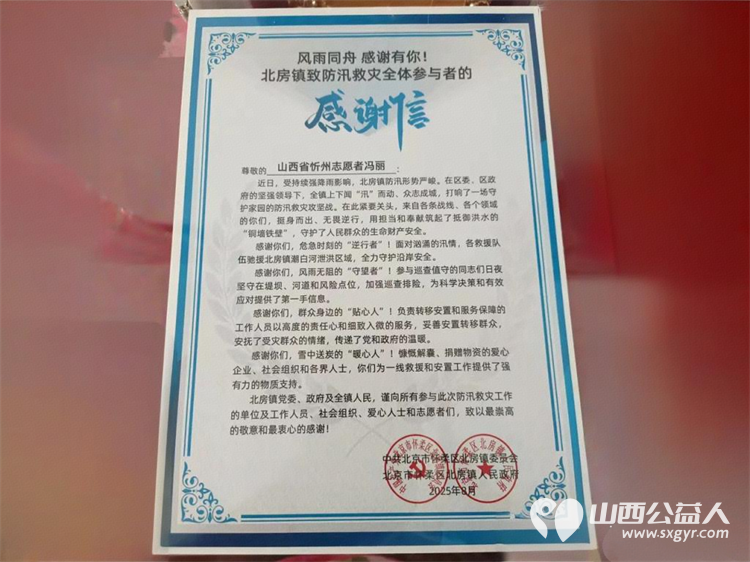 风雨同舟 感谢有你！
北房镇致防汛救灾全体参与者的
感谢信
尊敬的 山西省忻州志愿者冯丽 ：
近日，受持续强降雨影响，北房镇防汛形势严峻。在区委、区政
府的坚强领导下，全镇上下闻“汛”而动、众志成城，打响了一场守
护家园的防汛救灾攻坚战。在此紧要关头，来自各条战线、各个领域
的你们，挺身而出、无畏逆行，用担当和奉献筑起了抵御洪水的
“铜墙铁壁”，守护了人民群众的生命财产安全。
感谢你们，危急时刻的“逆行者”！面对汹涌的汛情，各救援队
伍驰援北房镇潮白河泄洪区域，全力守护沿岸安全。
感谢你们，风雨无阻的“守望者”！参与巡查值守的同志们日夜
坚守在堤坝、河道和风险点位，加强巡查排险，为科学决策和有效
应对提供了第一手信息。
感谢你们，群众身边的“贴心人”！负责转移安置和服务保障的
工作人员以高度的责任心和细致入微的服务，妥善安置转移群众，
安抚了受灾群众的情绪，传递了党和政府的温暖。
感谢你们，雪中送炭的“暖心人”！慷慨解囊、捐赠物资的爱心
企业、社会组织和各界人士，你们为一线救援和安置工作提供了强
有力的物质支持。
北房镇党委、政府及全镇人民，谨向所有参与此次防汛救灾工作
的单位及工作人员、社会组织、爱心人士和志愿者们，致以最崇高
的敬意和最衷心的感谢！
中共北京市怀柔区北房镇委员会
北京市怀柔区北房镇人民政府
2025年8月
山西公益人
www.sxgyr.com